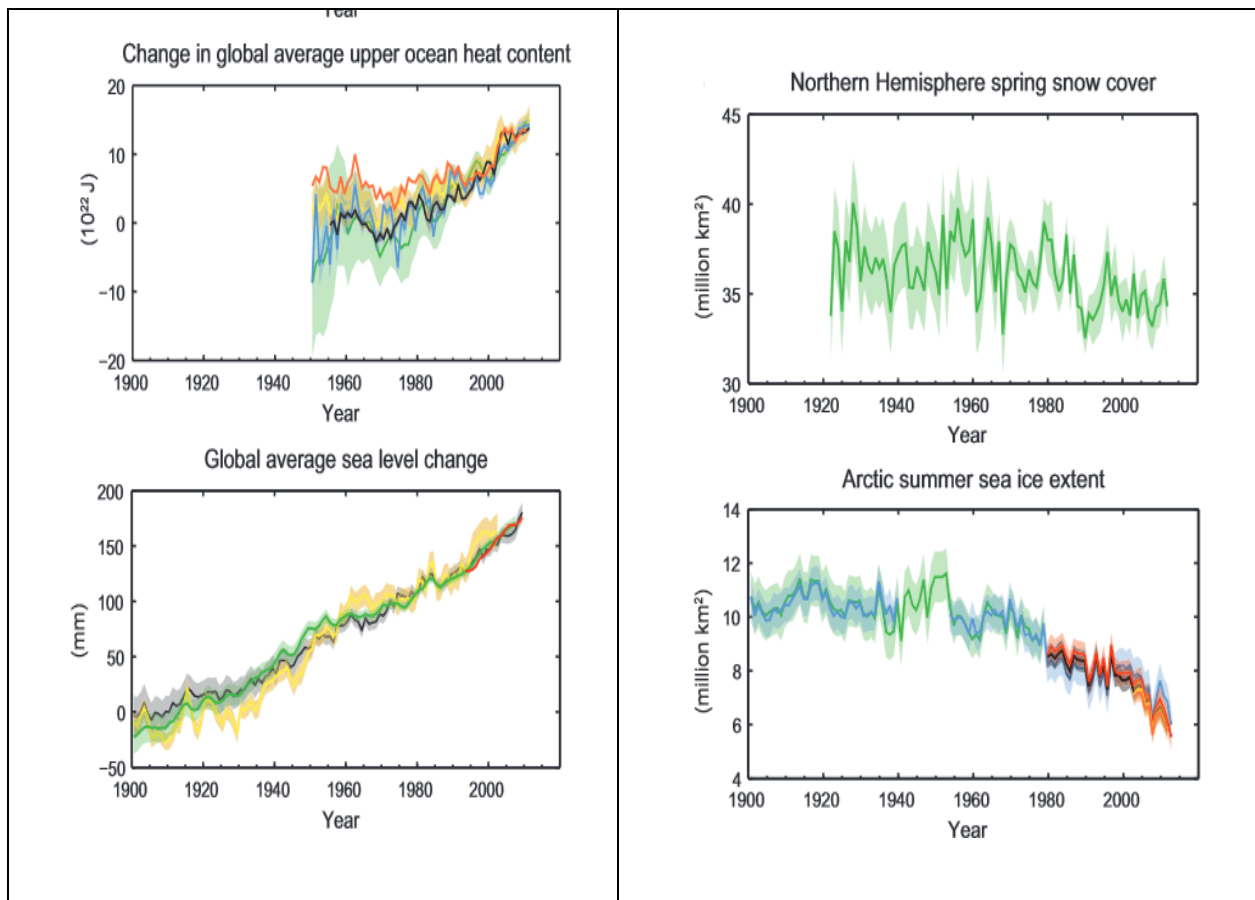 Year
Change in global average upper ocean heat content
20
10
0
−10
−20
(10²² J)
1900 1920 1940 1960 1980 2000
Year
Global average sea level change
200
150
100
50
0
−50
(mm)
1900 1920 1940 1960 1980 2000
Year
Northern Hemisphere spring snow cover
45
40
35
30
(million km²)
1900 1920 1940 1960 1980 2000
Year
Arctic summer sea ice extent
14
12
10
8
6
4
(million km²)
1900 1920 1940 1960 1980 2000
Year